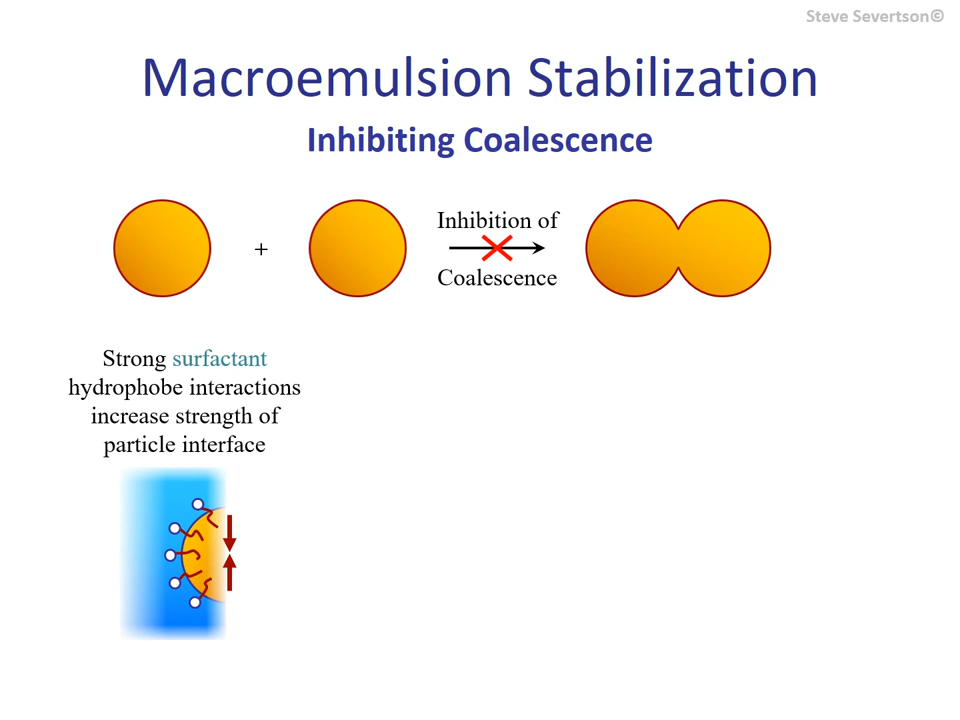 Steve Severtson©
Macroemulsion Stabilization
Inhibiting Coalescence
+
Inhibition of
Coalescence
Strong surfactant
hydrophobe interactions
increase strength of
particle interface